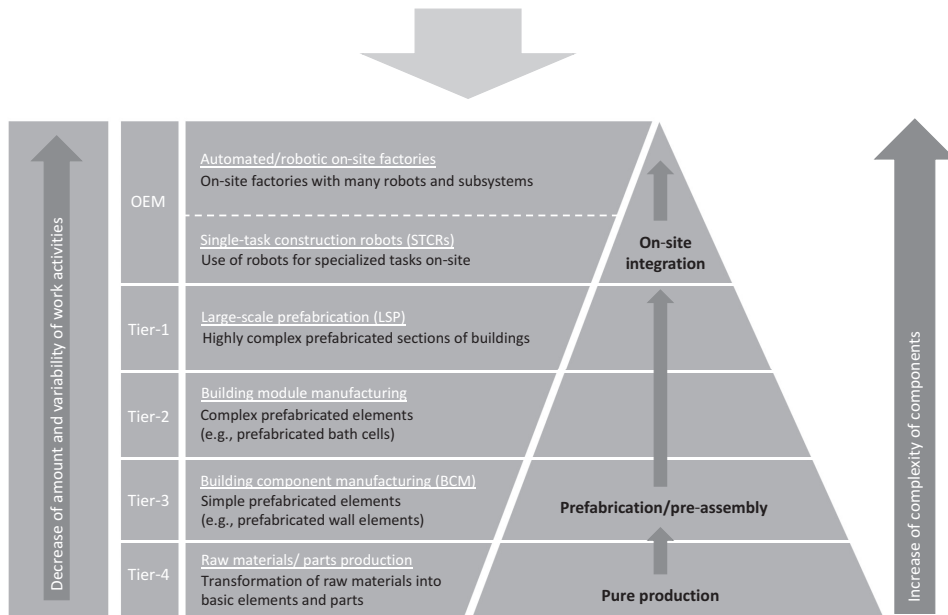 Decrease of amount and variability of work activities
OEM
Automated/robotic on-site factories
On-site factories with many robots and subsystems
Single-task construction robots (STCRs)
Use of robots for specialized tasks on-site
On-site
integration
Tier-1
Large-scale prefabrication (LSP)
Highly complex prefabricated sections of buildings
Tier-2
Building module manufacturing
Complex prefabricated elements
(e.g., prefabricated bath cells)
Tier-3
Building component manufacturing (BCM)
Simple prefabricated elements
(e.g., prefabricated wall elements)
Prefabrication/pre-assembly
Tier-4
Raw materials/ parts production
Transformation of raw materials into
basic elements and parts
Pure production
Increase of complexity of components